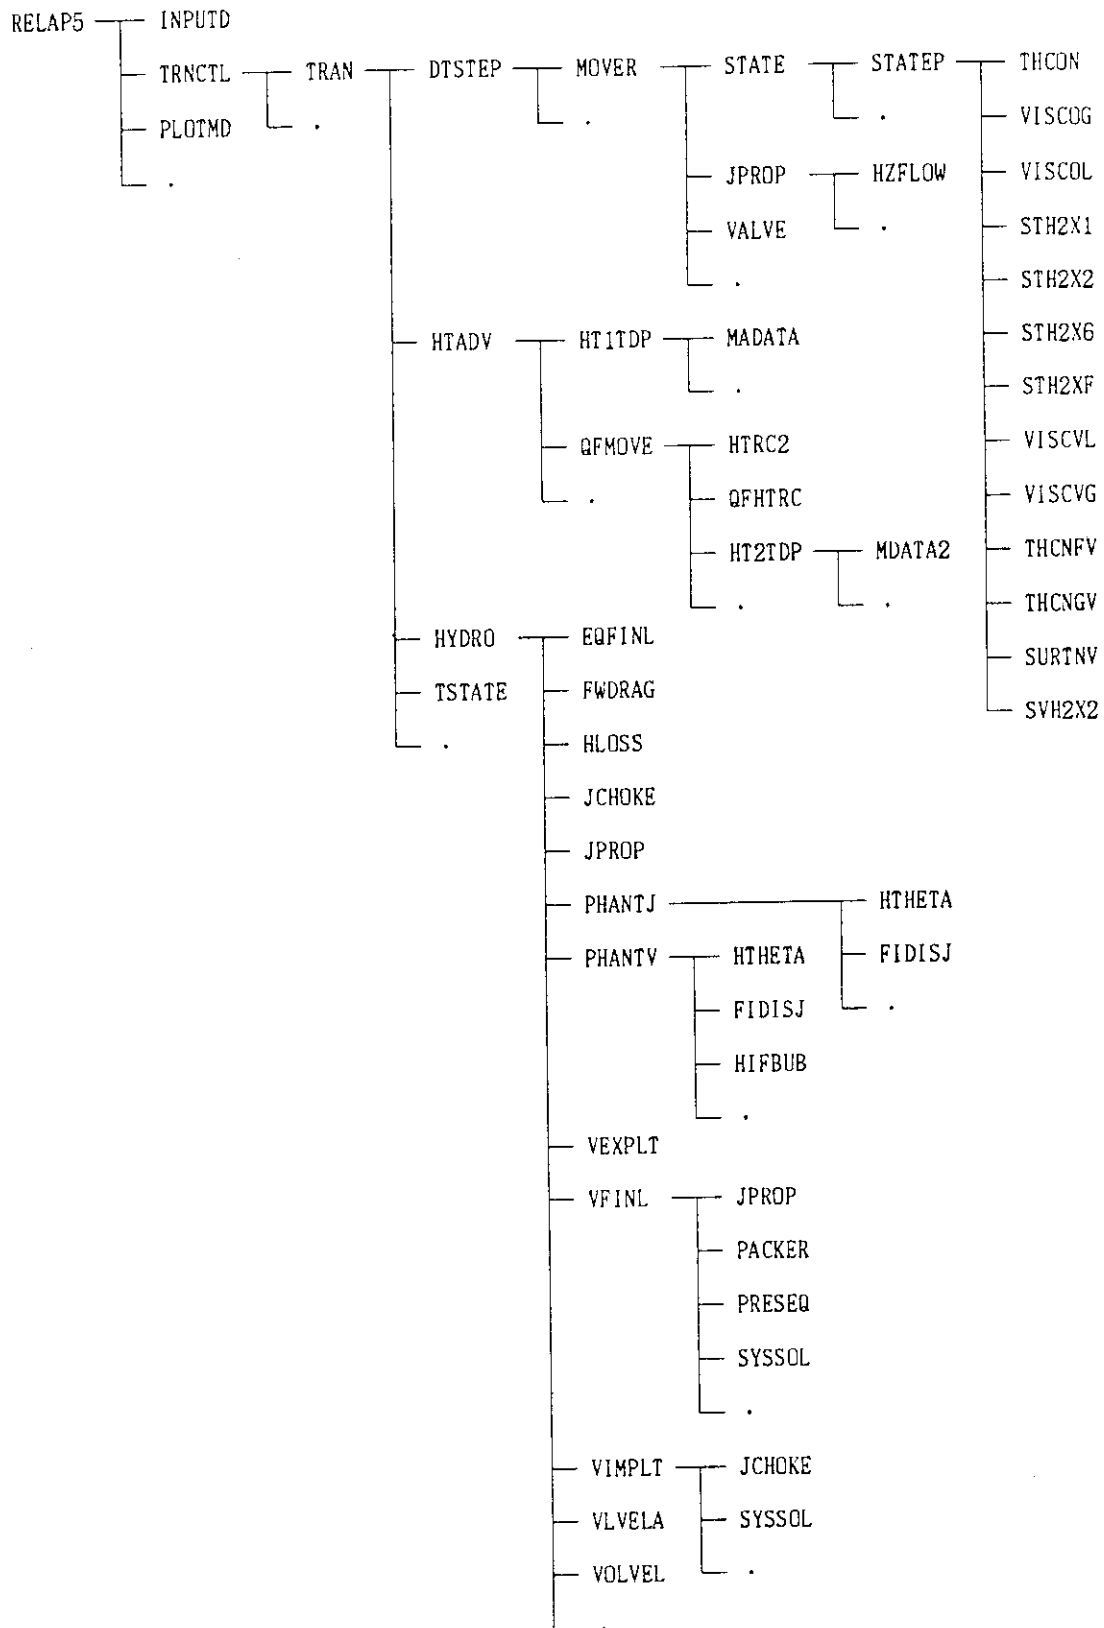 RELAP5 INPUTD
TRNCTL TRAN DTSTEP MOVER STATE STATEP THCON
. . . VISCOG
PLOTMD
. JPROP HZFLOW VISCOL
VALVE . STH2X1
. STH2X2
HTADV HT1TDP MADATA STH2X6
. STH2XF
QFMOVE HTRC2 VISCVL
. QFHTRC VISCVG
HT2TDP MDATA2 THCNFV
. . THCNGV
HYDRO EQFINL SURTNV
TSTATE FWDRAG SVH2X2
. HLOSS
JCHOKE
JPROP
PHANTJ HTHETA
PHANTV HTHETA FIDISJ
FIDISJ .
HIFBUB
.
VEXPLT
VFINL JPROP
PACKER
PRESEQ
SYSSOL
.
VIMPLT JCHOKE
VLVELA SYSSOL
VOLVEL .
.